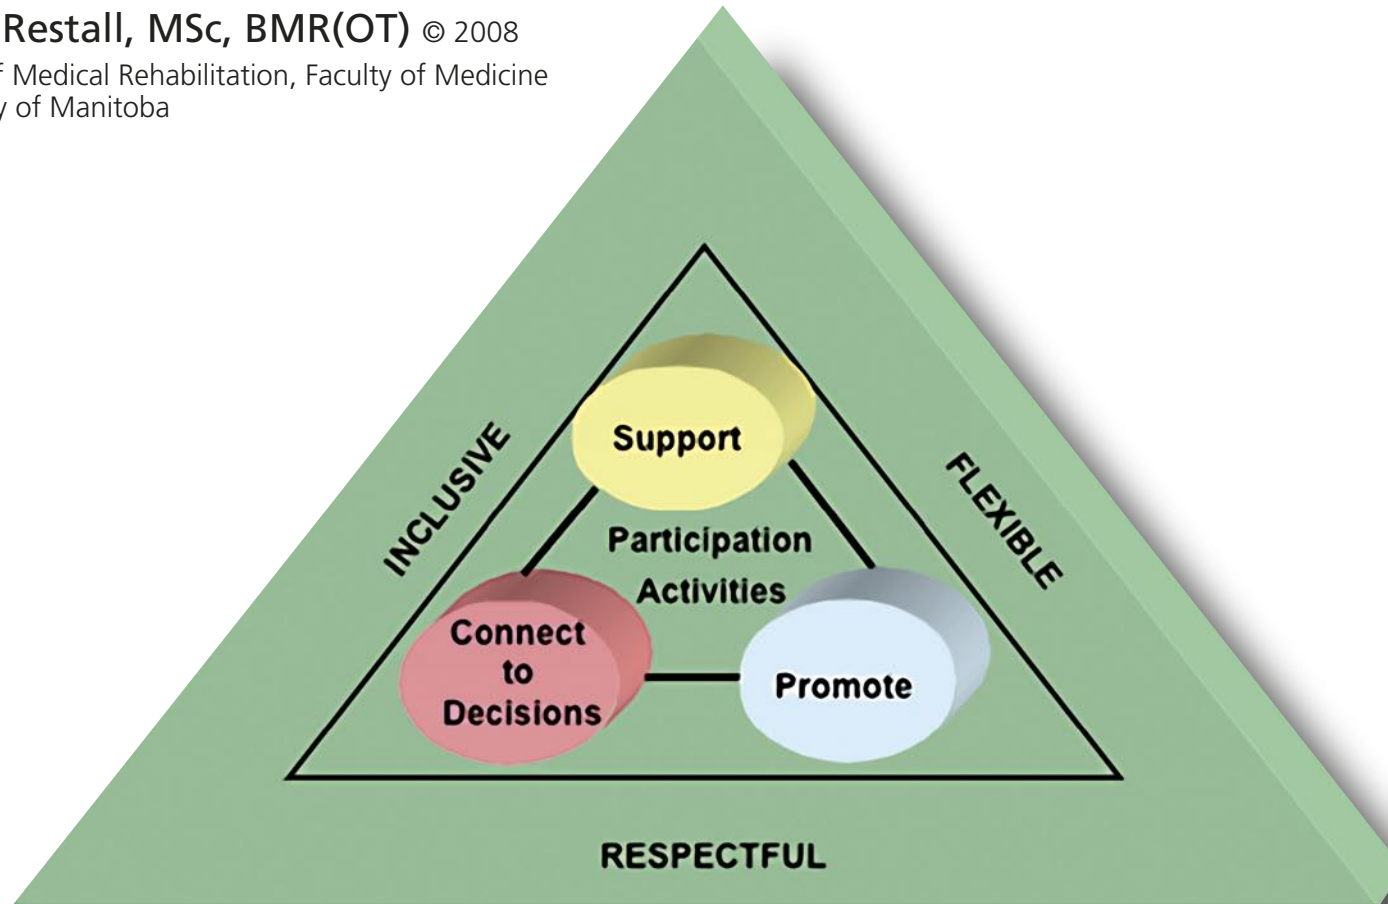 Restall, MSc, BMR(OT) © 2008
Medical Rehabilitation, Faculty of Medicine
of Manitoba
INCLUSIVE
FLEXIBLE
Support
Participation
Activities
Connect
to
Decisions
Promote
RESPECTFUL